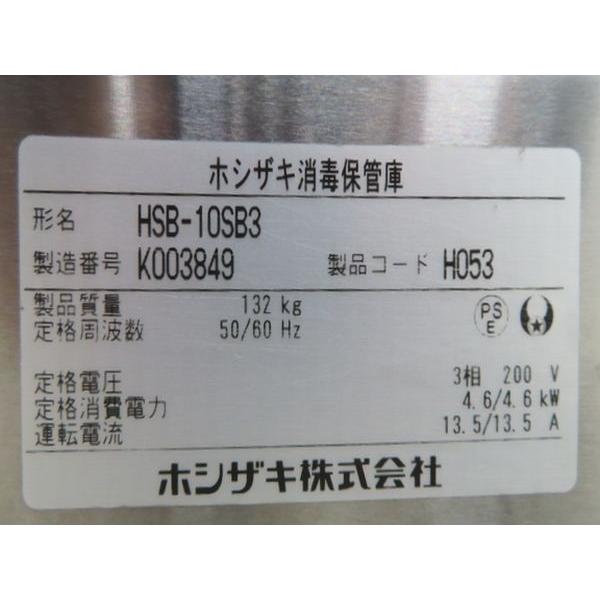 ホシザキ消毒保管庫
形名 HSB-10SB3
製造番号 K003849 製品コード H053
製品質量 132 kg
定格周波数 50/60 Hz
PS
E
定格電圧 3相 200 V
定格消費電力 4.6/4.6 kW
運転電流 13.5/13.5 A
ホシザキ株式会社